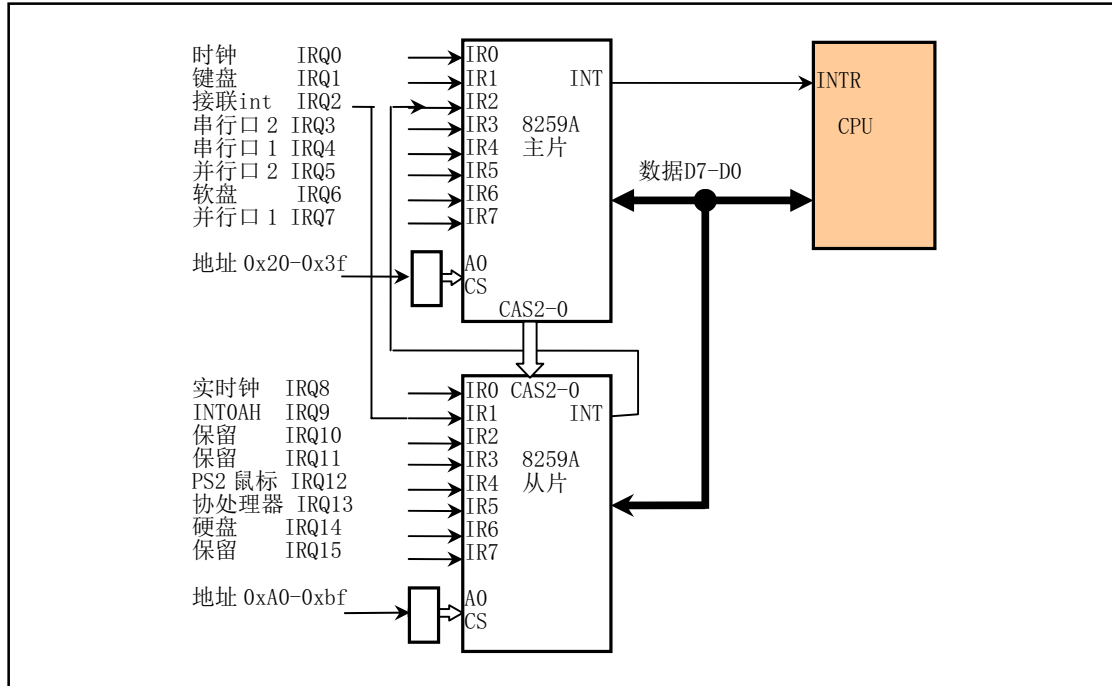 时钟 IRQ0
键盘 IRQ1
接联int IRQ2
串行口 2 IRQ3
串行口 1 IRQ4
并行口 2 IRQ5
软盘 IRQ6
并行口 1 IRQ7
地址 0x20-0x3f
IR0
IR1
IR2
IR3
IR4
IR5
IR6
IR7
A0
CS
INT
8259A
主片
CAS2-0
INTR
CPU
数据D7-D0
实时钟 IRQ8
INT0AH IRQ9
保留 IRQ10
保留 IRQ11
PS2 鼠标 IRQ12
协处理器 IRQ13
硬盘 IRQ14
保留 IRQ15
地址 0xA0-0xbf
IR0 CAS2-0
IR1
IR2
IR3
IR4
IR5
IR6
IR7
A0
CS
INT
8259A
从片